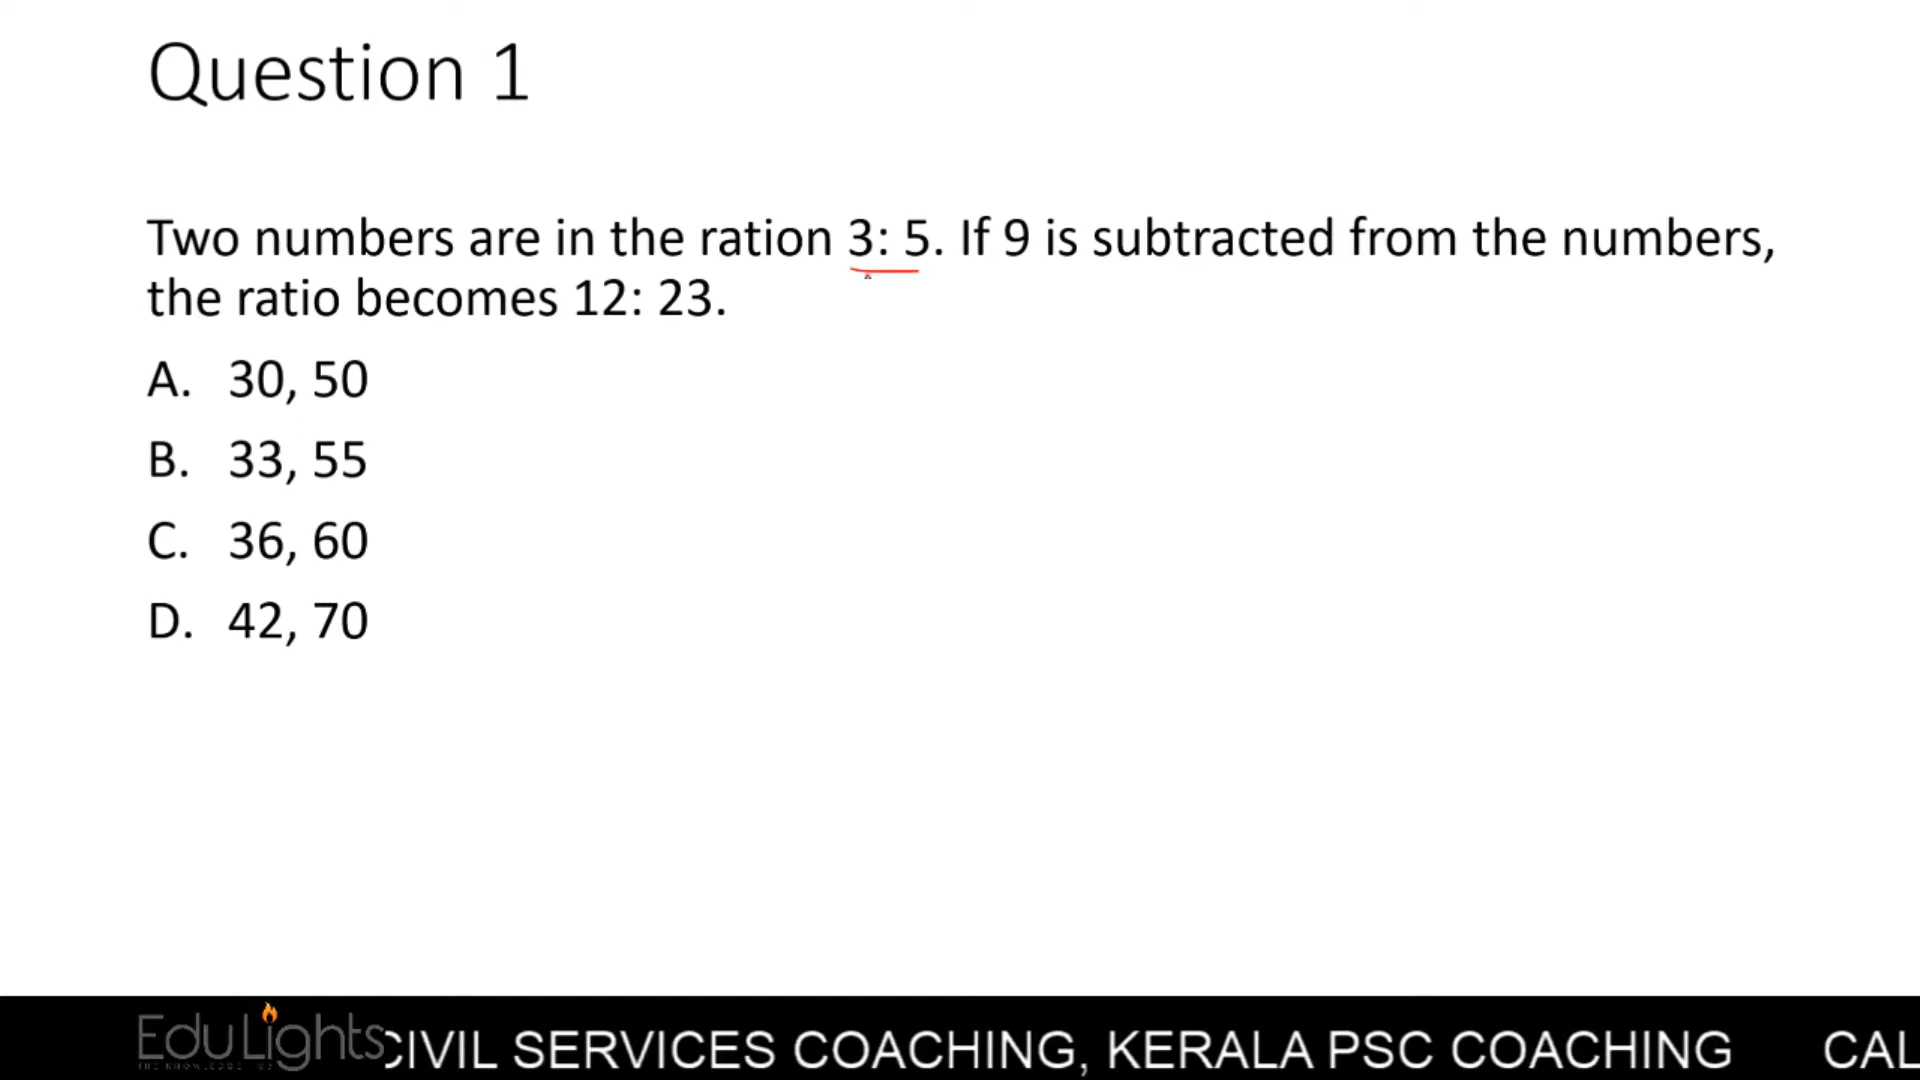 Question 1
Two numbers are in the ration 3: 5. If 9 is subtracted from the numbers,
the ratio becomes 12: 23.
A. 30, 50
B. 33, 55
C. 36, 60
D. 42, 70
EduLights CIVIL SERVICES COACHING, KERALA PSC COACHING CAL